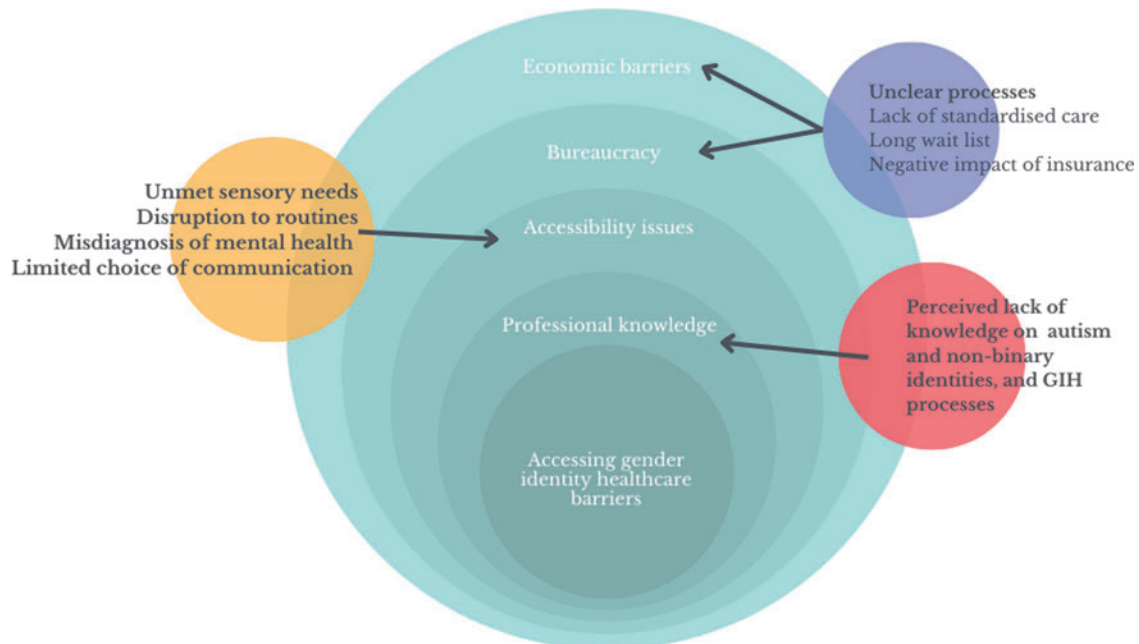 Economic barriers
Bureaucracy
Accessibility issues
Professional knowledge
Accessing gender
identity healthcare
barriers
Unmet sensory needs
Disruption to routines
Misdiagnosis of mental health
Limited choice of communication
Unclear processes
Lack of standardised care
Long wait list
Negative impact of insurance
Perceived lack of
knowledge on autism
and non-binary
identities, and GIH
processes